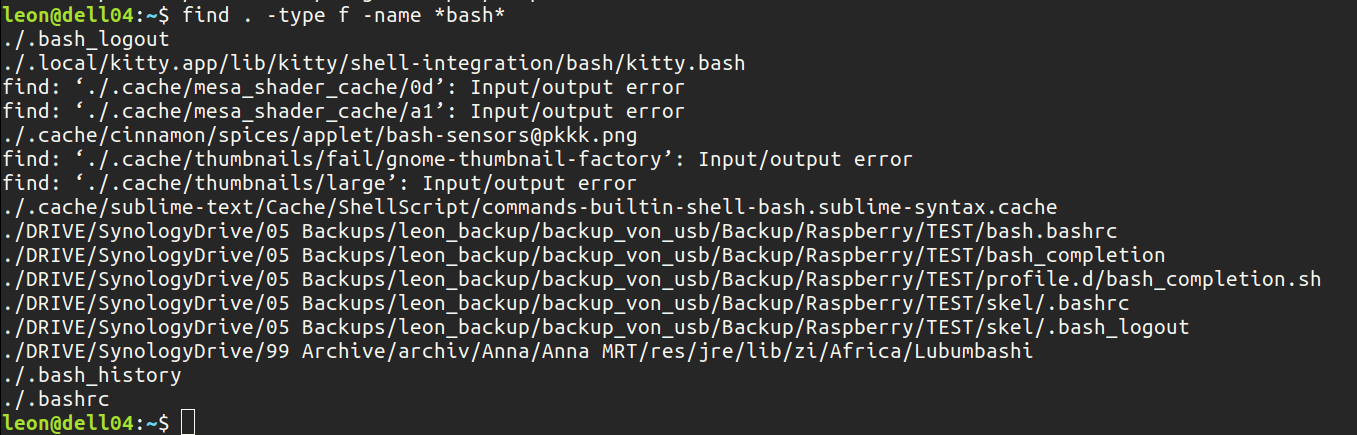 leon@dell04:~$ find . -type f -name *bash*
./.bash_logout
./.local/kitty.app/lib/kitty/shell-integration/bash/kitty.bash
find: ‘./.cache/mesa_shader_cache/0d’: Input/output error
find: ‘./.cache/mesa_shader_cache/a1’: Input/output error
./.cache/cinnamon/spices/applet/bash-sensors@pkkk.png
find: ‘./.cache/thumbnails/fail/gnome-thumbnail-factory’: Input/output error
find: ‘./.cache/thumbnails/large’: Input/output error
./.cache/sublime-text/Cache/ShellScript/commands-builtin-shell-bash.sublime-syntax.cache
./DRIVE/SynologyDrive/05 Backups/leon_backup/backup_von_usb/Backup/Raspberry/TEST/bash.bashrc
./DRIVE/SynologyDrive/05 Backups/leon_backup/backup_von_usb/Backup/Raspberry/TEST/bash_completion
./DRIVE/SynologyDrive/05 Backups/leon_backup/backup_von_usb/Backup/Raspberry/TEST/profile.d/bash_completion.sh
./DRIVE/SynologyDrive/05 Backups/leon_backup/backup_von_usb/Backup/Raspberry/TEST/skel/.bashrc
./DRIVE/SynologyDrive/05 Backups/leon_backup/backup_von_usb/Backup/Raspberry/TEST/skel/.bash_logout
./DRIVE/SynologyDrive/99 Archive/archiv/Anna/Anna MRT/res/jre/lib/zi/Africa/Lubumbashi
./.bash_history
./.bashrc
leon@dell04:~$